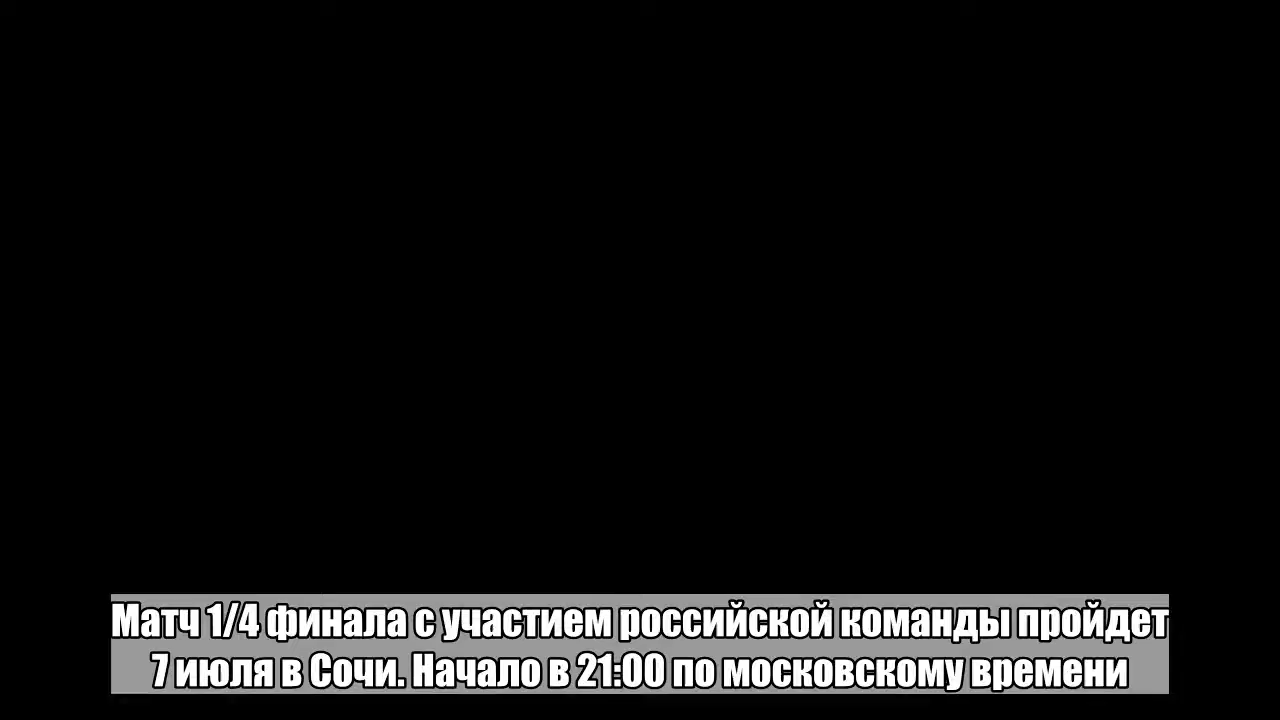 Матч 1/4 финала с участием российской команды пройдет
7 июля в Сочи. Начало в 21:00 по московскому времени